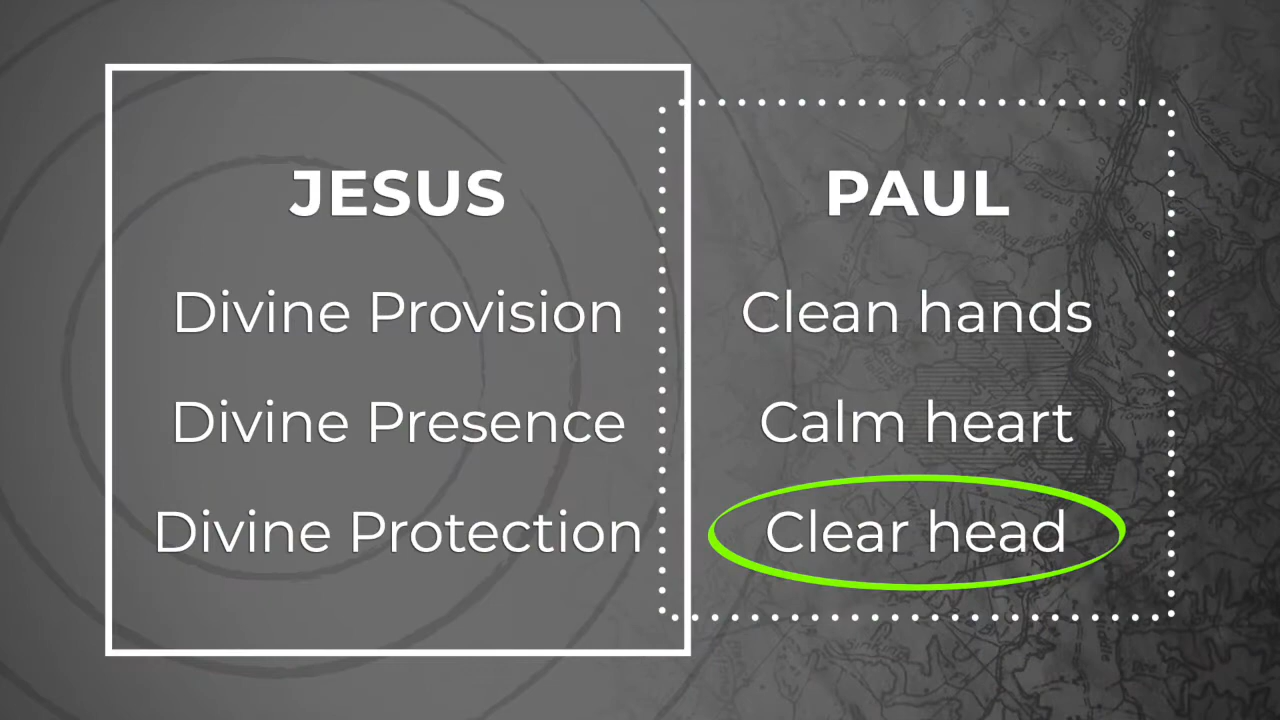 JESUS
Divine Provision
Divine Presence
Divine Protection
PAUL
Clean hands
Calm heart
Clear head